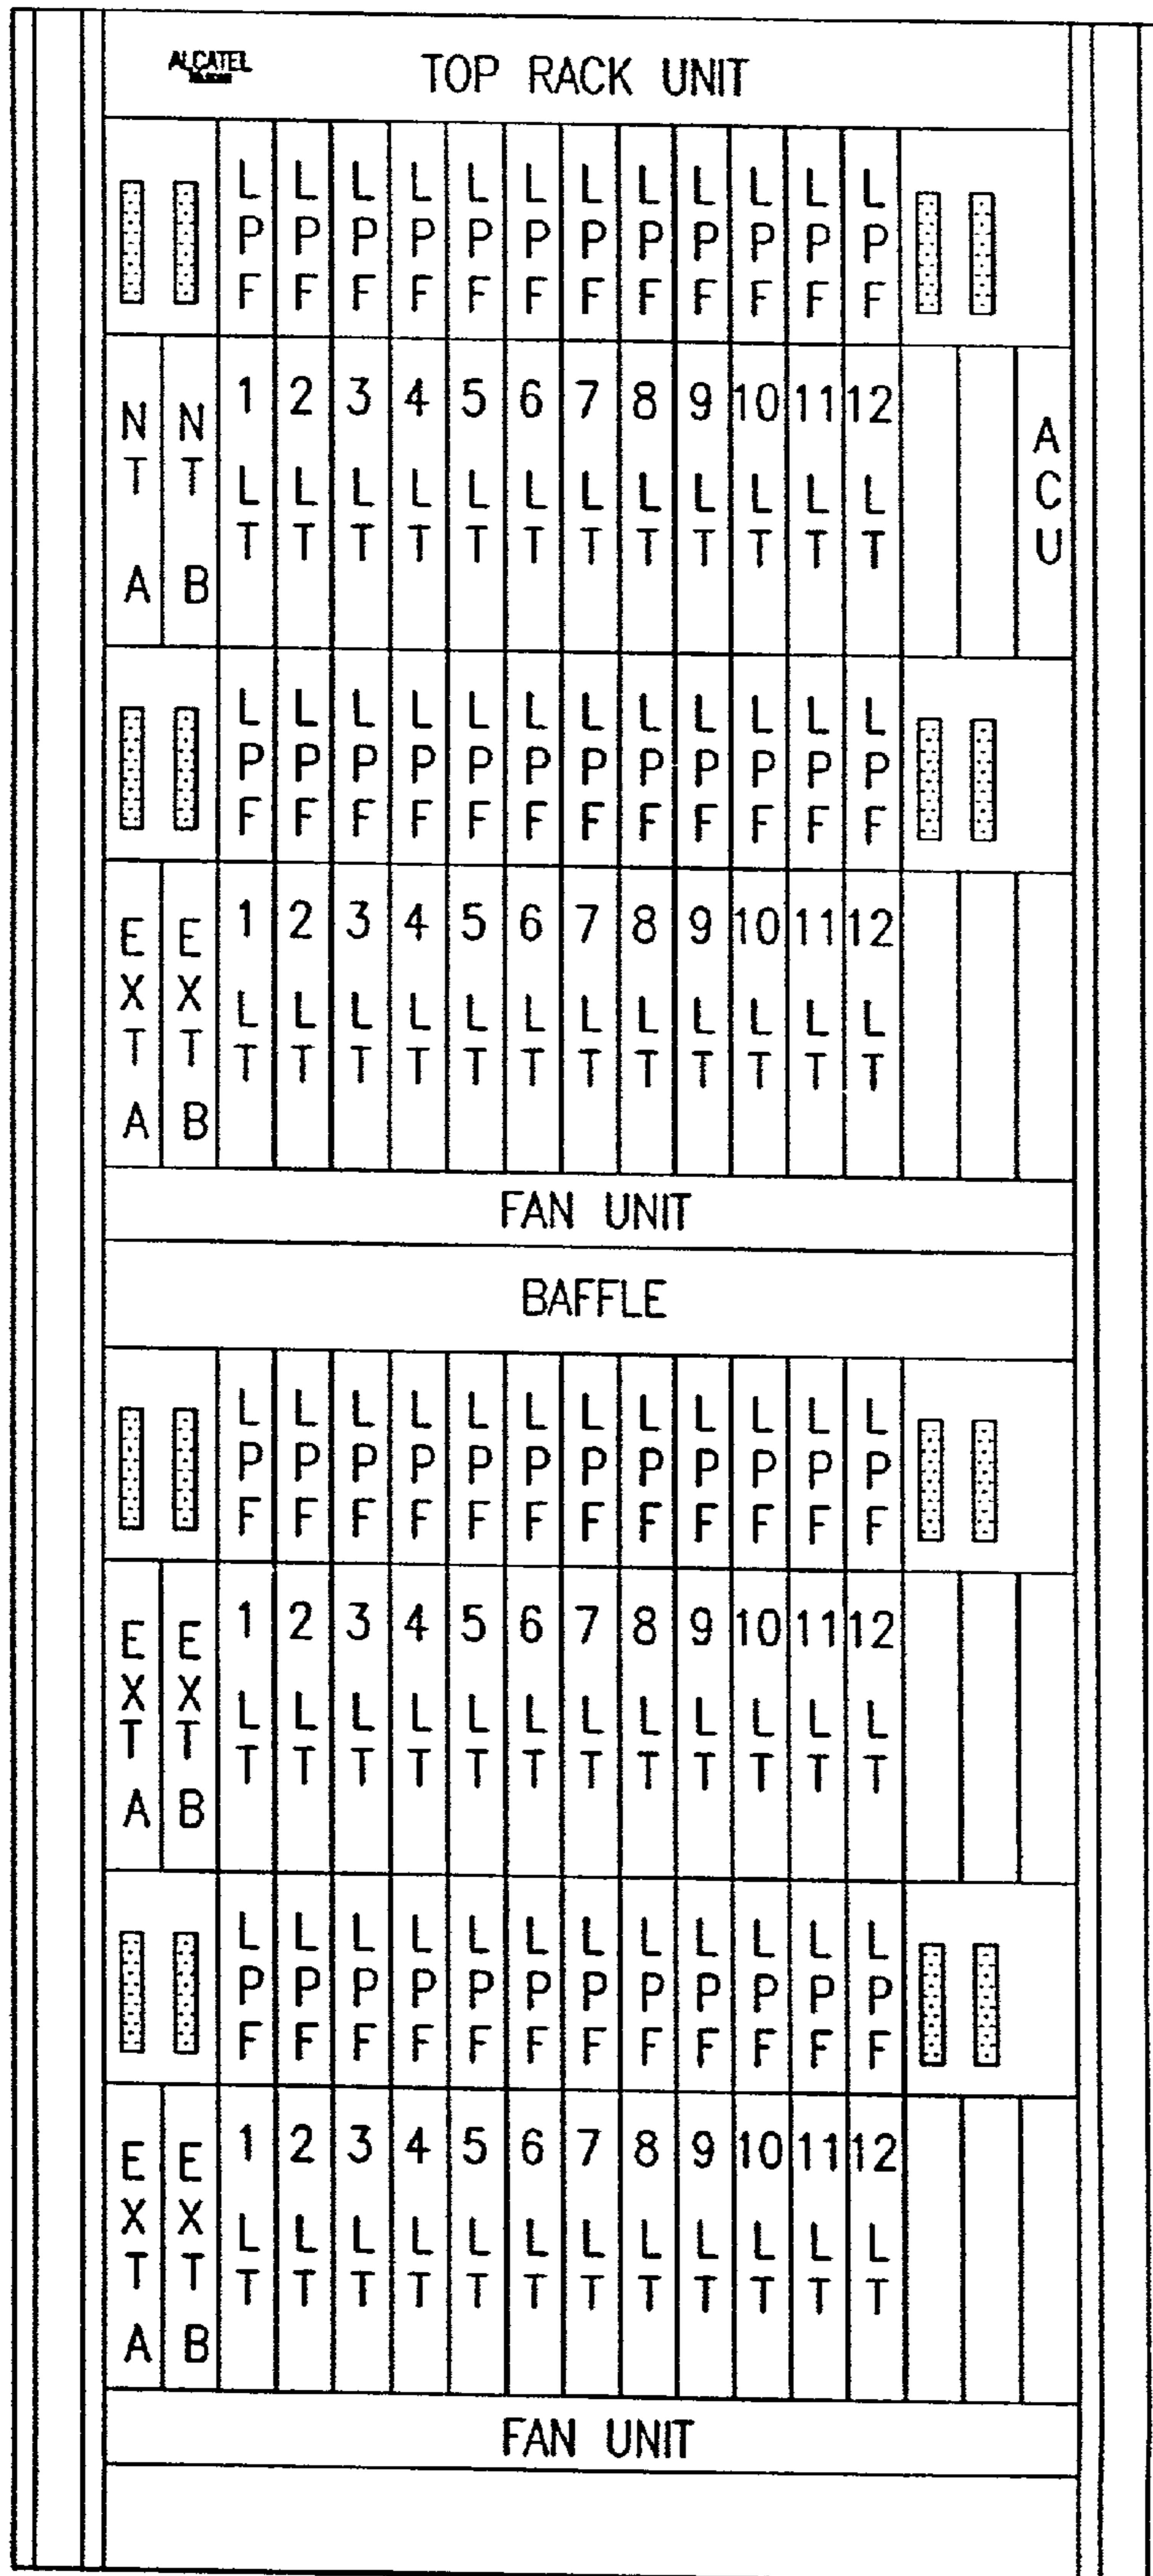 ALCATEL
TOP RACK UNIT
LPF LPF LPF LPF LPF LPF LPF LPF LPF LPF LPF LPF
NT A NT B 1 LT 2 LT 3 LT 4 LT 5 LT 6 LT 7 LT 8 LT 9 LT 10 LT 11 LT 12 LT ACU
LPF LPF LPF LPF LPF LPF LPF LPF LPF LPF LPF LPF
EXT A EXT B 1 LT 2 LT 3 LT 4 LT 5 LT 6 LT 7 LT 8 LT 9 LT 10 LT 11 LT 12 LT
FAN UNIT
BAFFLE
LPF LPF LPF LPF LPF LPF LPF LPF LPF LPF LPF LPF
EXT A EXT B 1 LT 2 LT 3 LT 4 LT 5 LT 6 LT 7 LT 8 LT 9 LT 10 LT 11 LT 12 LT
LPF LPF LPF LPF LPF LPF LPF LPF LPF LPF LPF LPF
EXT A EXT B 1 LT 2 LT 3 LT 4 LT 5 LT 6 LT 7 LT 8 LT 9 LT 10 LT 11 LT 12 LT
FAN UNIT